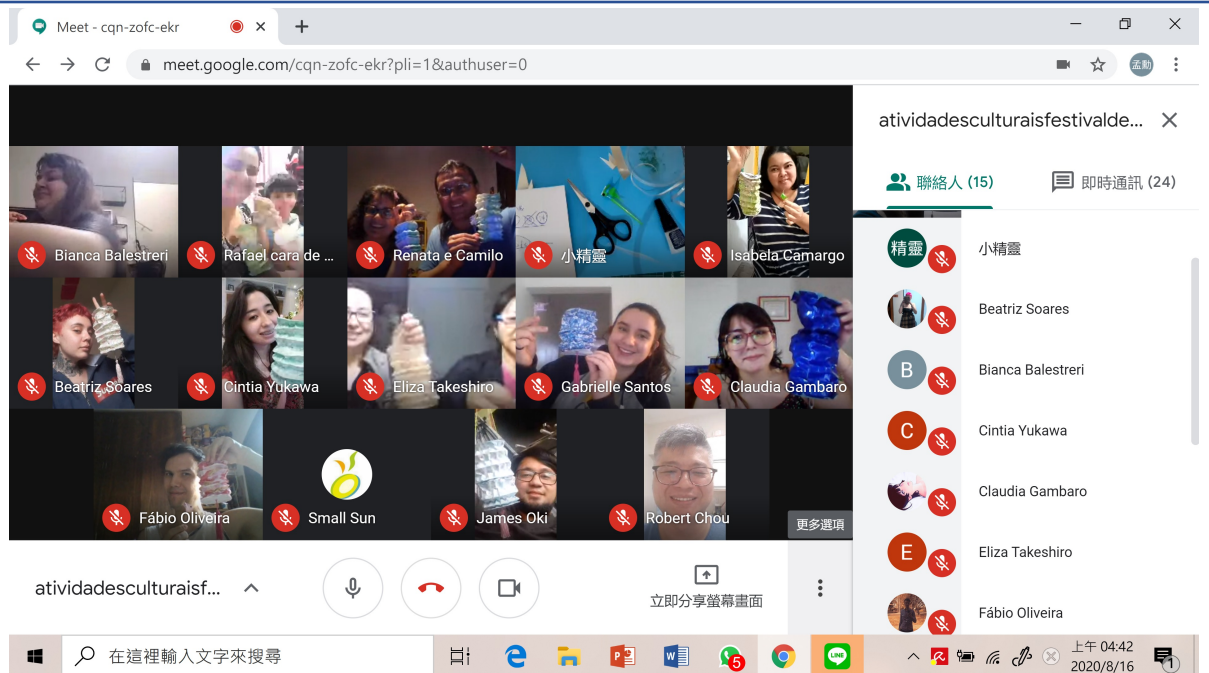 Meet - cqn-zofc-ekr
meet.google.com/cqn-zofc-ekr?pli=1&authuser=0
孟勳
atividadesculturaisfestivalde...
聯絡人 (15)
即時通訊 (24)
Bianca Balestreri
Rafael cara de ...
Renata e Camilo
小精靈
Isabela Camargo
Beatriz Soares
Cintia Yukawa
Eliza Takeshiro
Gabrielle Santos
Claudia Gambaro
Fábio Oliveira
Small Sun
James Oki
Robert Chou
更多選項
精靈
小精靈
Beatriz Soares
B
Bianca Balestreri
C
Cintia Yukawa
Claudia Gambaro
E
Eliza Takeshiro
Fábio Oliveira
atividadesculturaisf...
立即分享螢幕畫面
在這裡輸入文字來搜尋
5
LINE
上午 04:42
2020/8/16
1